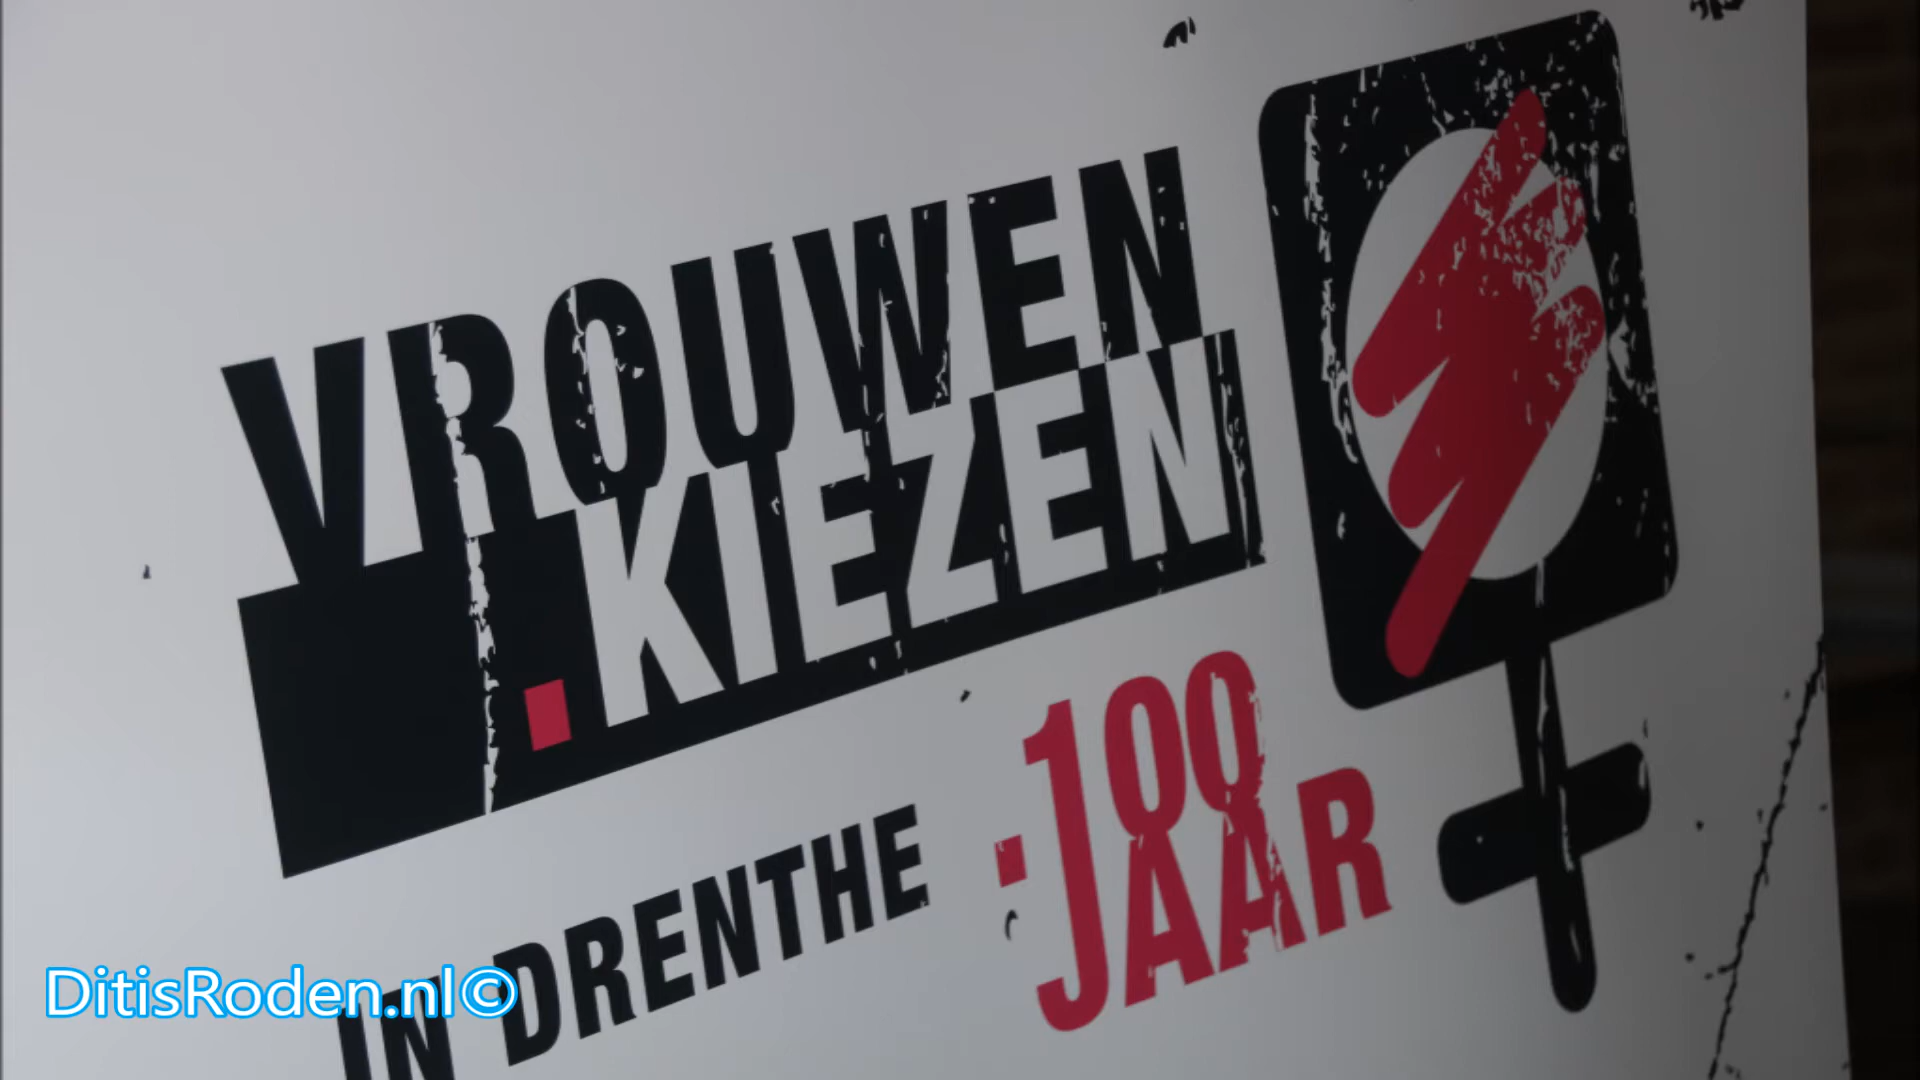 VROUWEN
.KIEZEN
IN DRENTHE
.100
JAAR
DitisRoden.nl©